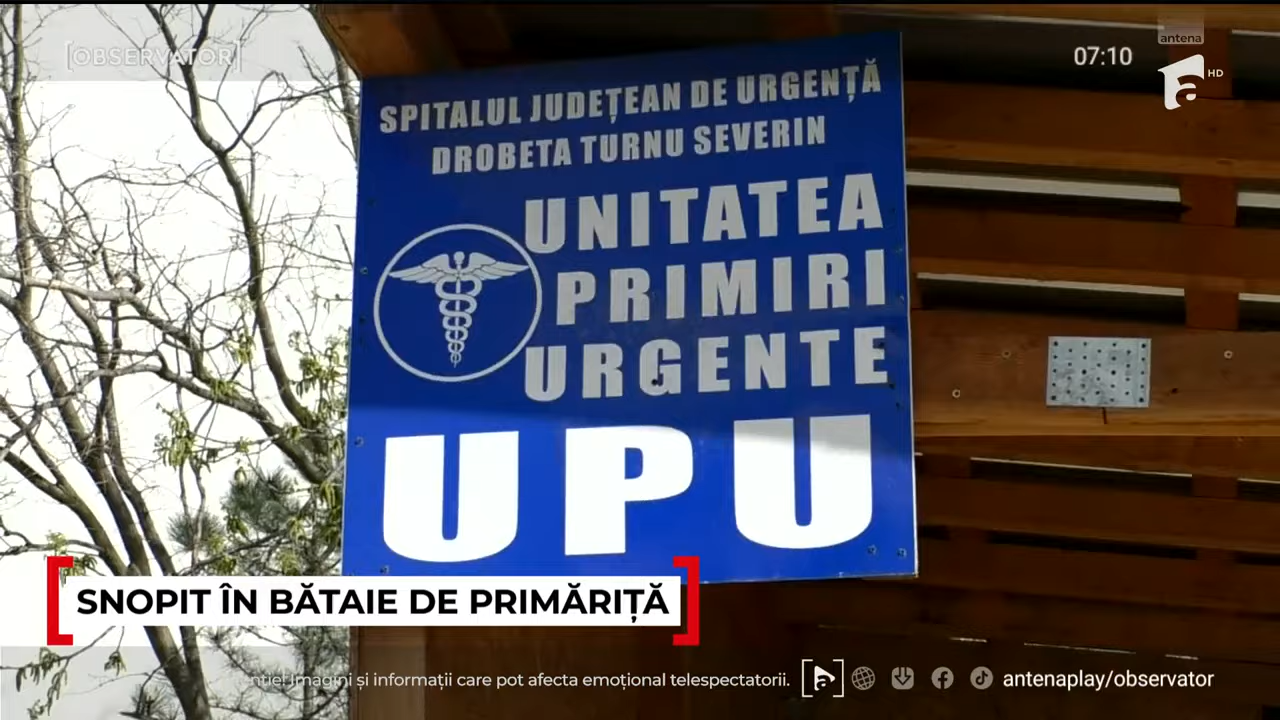 [OBSERVATOR]
antena
07:10
HD
SPITALUL JUDEȚEAN DE URGENȚĂ
DROBETA TURNU SEVERIN
UNITATEA
PRIMIRI
URGENTE
UPU
SNOPIT ÎN BĂTAIE DE PRIMĂRIȚĂ
Imagini și informații care pot afecta emoțional telespectatorii.
antenaplay/observator